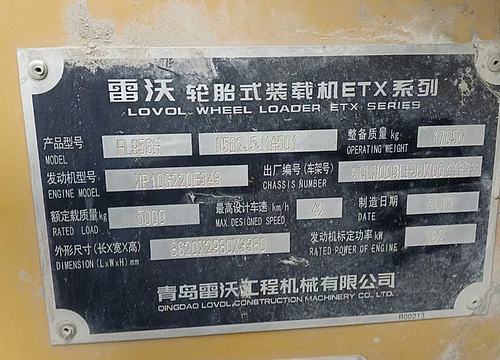 雷沃 轮胎式装载机ETX系列
LOVOL WHEEL LOADER ETX SERIES
产品型号 FL956H 整备质量 kg
MODEL OPERATING WEIGHT
发动机型号 WP10G220E343 出厂编号(车架号)
ENGINE MODEL CHASSIS NUMBER
额定载质量 kg 5000 最高设计车速 km/h 42 制造日期
RATED LOAD MAX.DESIGNED SPEED DATE
外形尺寸(长X宽X高) 发动机标定功率 kW
DIMENSION (LxWxH) mm RATED POWER OF ENGINE
青岛雷沃工程机械有限公司
QINGDAO LOVOL CONSTRUCTION MACHINERY CO., LTD.
R00213